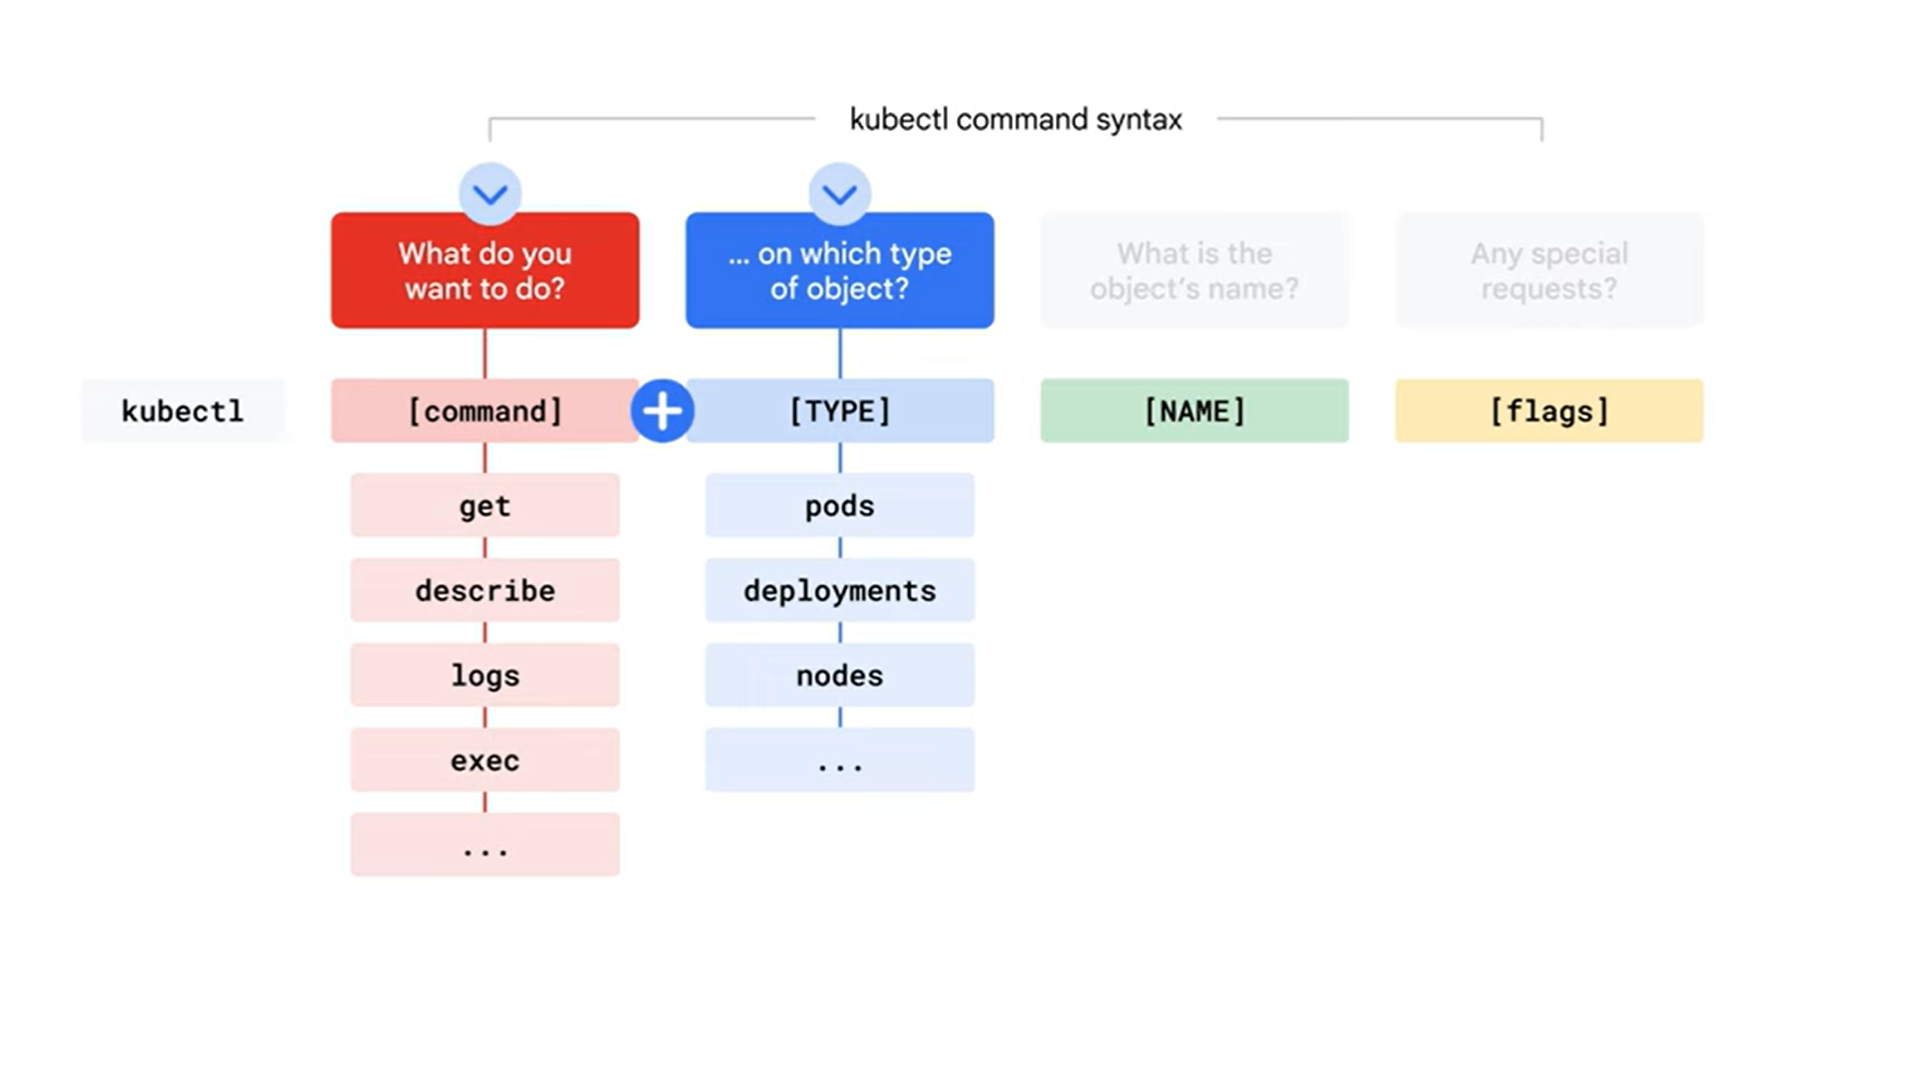 kubectl command syntax
What do you
want to do?
... on which type
of object?
What is the
object's name?
Any special
requests?
kubectl
[command]
[TYPE]
[NAME]
[flags]
get
describe
logs
exec
...
pods
deployments
nodes
...